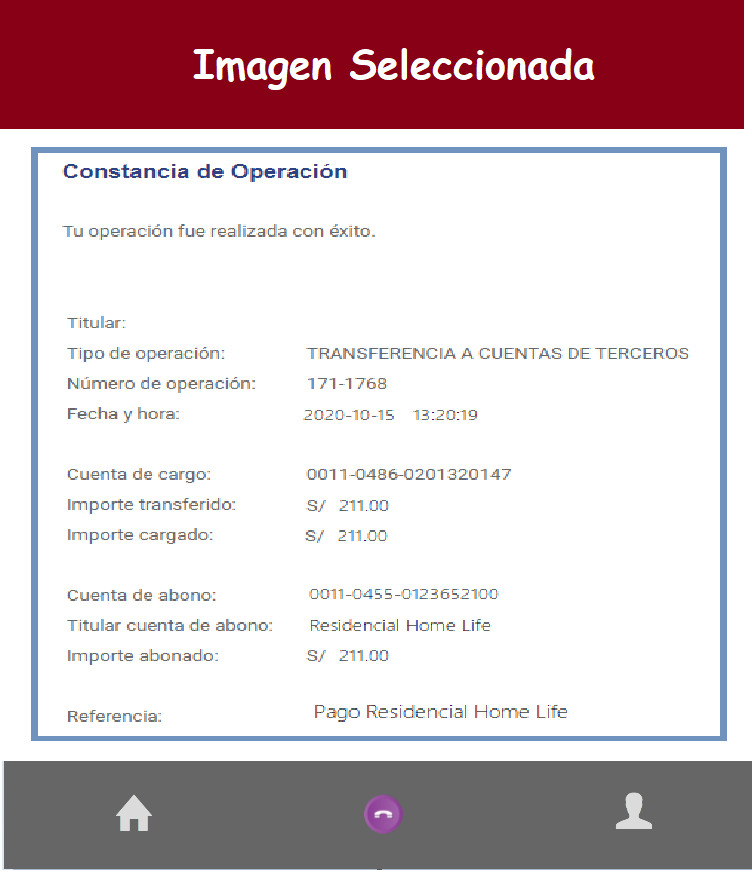 Imagen Seleccionada
Constancia de Operación
Tu operación fue realizada con éxito.
Titular:
Tipo de operación: TRANSFERENCIA A CUENTAS DE TERCEROS
Número de operación: 171-1768
Fecha y hora: 2020-10-15 13:20:19
Cuenta de cargo: 0011-0486-0201320147
Importe transferido: S/ 211.00
Importe cargado: S/ 211.00
Cuenta de abono: 0011-0455-0123652100
Titular cuenta de abono: Residencial Home Life
Importe abonado: S/ 211.00
Referencia: Pago Residencial Home Life